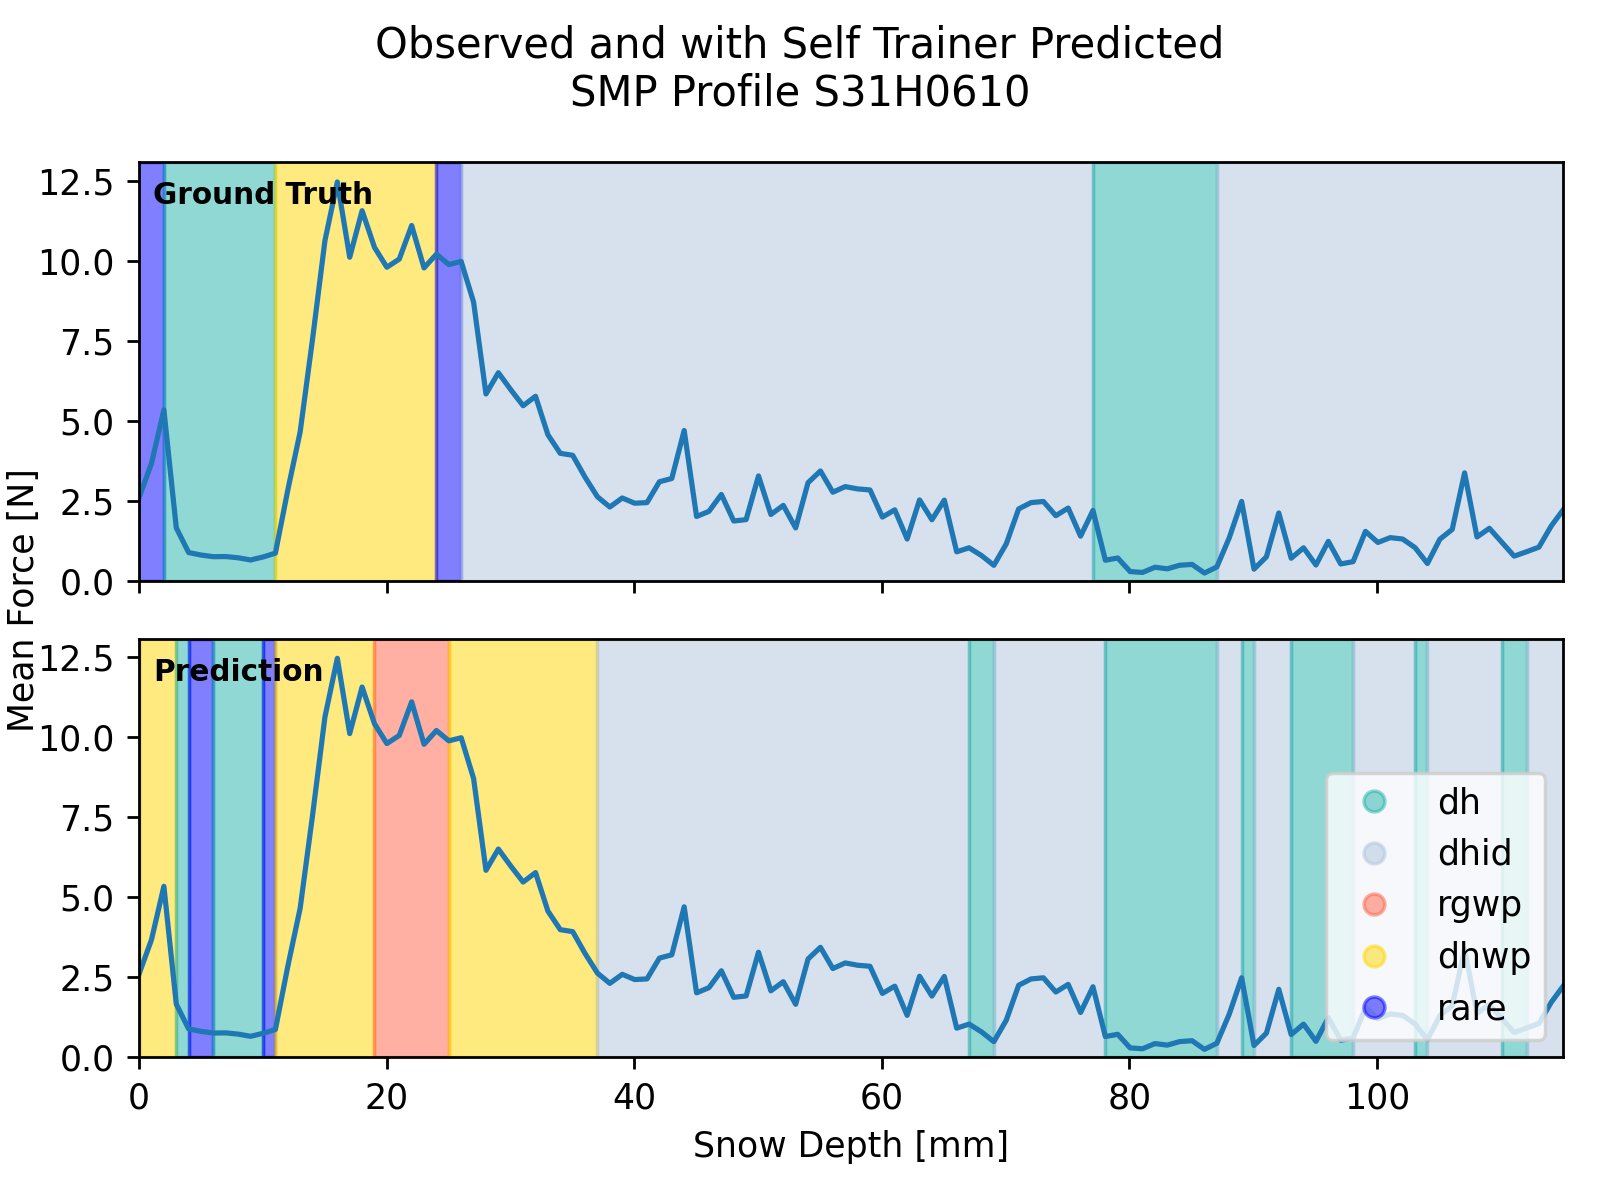 Observed and with Self Trainer Predicted
SMP Profile S31H0610
Mean Force [N]
Ground Truth
12.5
10.0
7.5
5.0
2.5
0.0
Prediction
12.5
10.0
7.5
5.0
2.5
0.0
dh
dhid
rgwp
dhwp
rare
0 20 40 60 80 100
Snow Depth [mm]